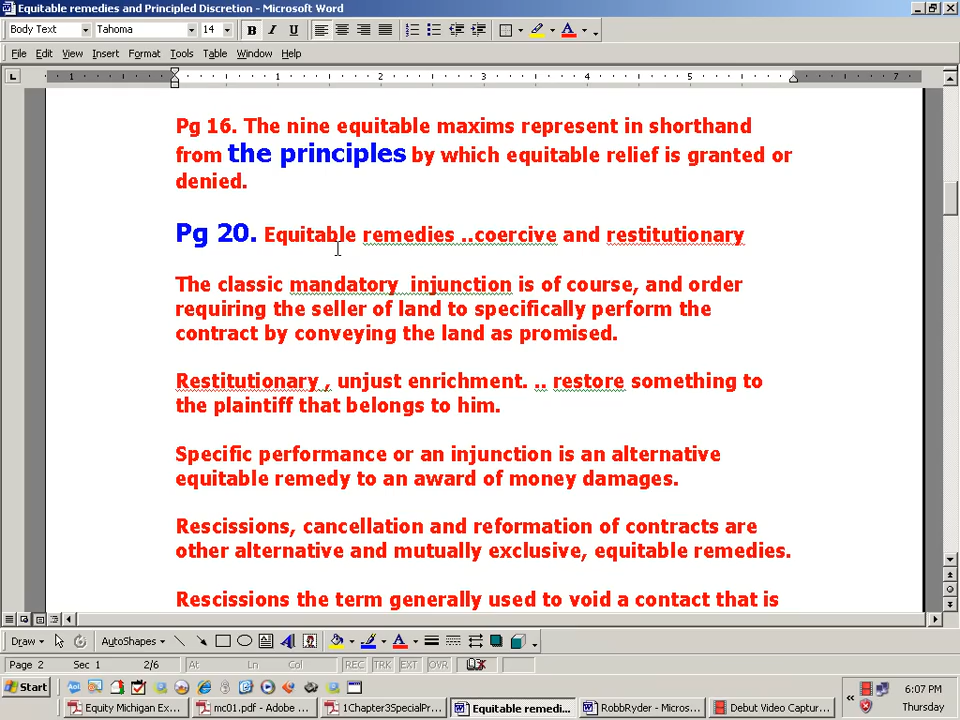 Equitable remedies and Principled Discretion - Microsoft Word
Body Text Tahoma 14 B I U
File Edit View Insert Format Tools Table Window Help
1 1 2 3 4 5 7
Pg 16. The nine equitable maxims represent in shorthand
from the principles by which equitable relief is granted or
denied.
Pg 20. Equitable remedies ..coercive and restitutionary
The classic mandatory  injunction is of course, and order
requiring the seller of land to specifically perform the
contract by conveying the land as promised.
Restitutionary , unjust enrichment. .. restore something to
the plaintiff that belongs to him.
Specific performance or an injunction is an alternative
equitable remedy to an award of money damages.
Rescissions, cancellation and reformation of contracts are
other alternative and mutually exclusive, equitable remedies.
Rescissions the term generally used to void a contact that is
Draw AutoShapes
Page 2 Sec 1 2/6 At Ln Col REC TRK EXT OVR
Start 6:07 PM
Thursday
Equity Michigan Ex... mc01.pdf - Adobe ... 1Chapter3SpecialPr... Equitable remedi... RobbRyder - Micros... Debut Video Captur...